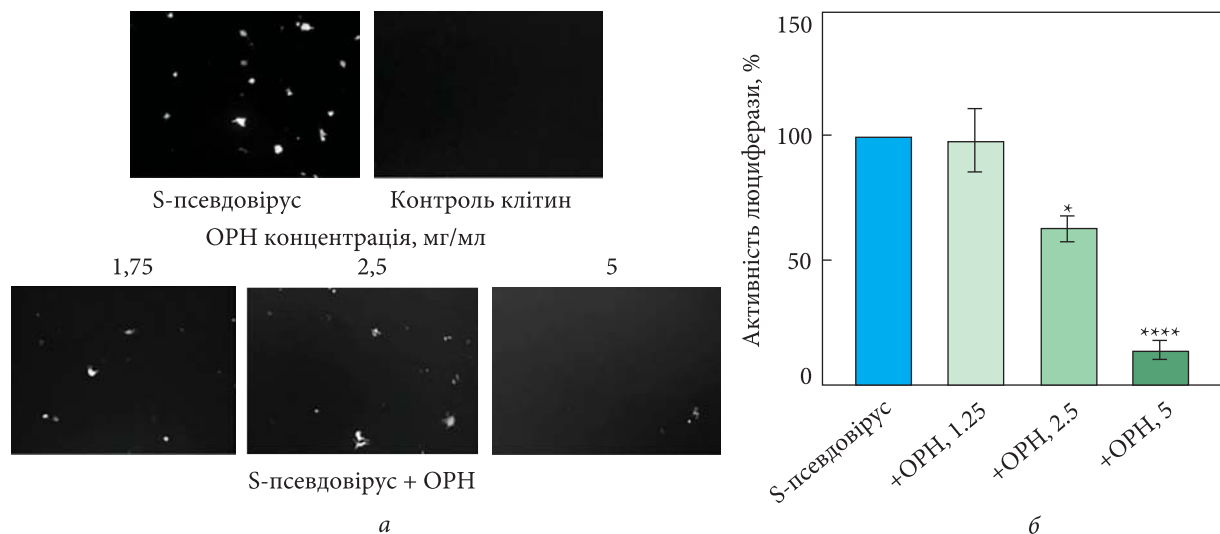 S-псевдовірус
Контроль клітин
ОРН концентрація, мг/мл
1,75
2,5
5
S-псевдовірус + ОРН
а
Активність люциферази, %
150
100
50
0
*
****
S-псевдовірус
+ОРН, 1.25
+ОРН, 2.5
+ОРН, 5
б